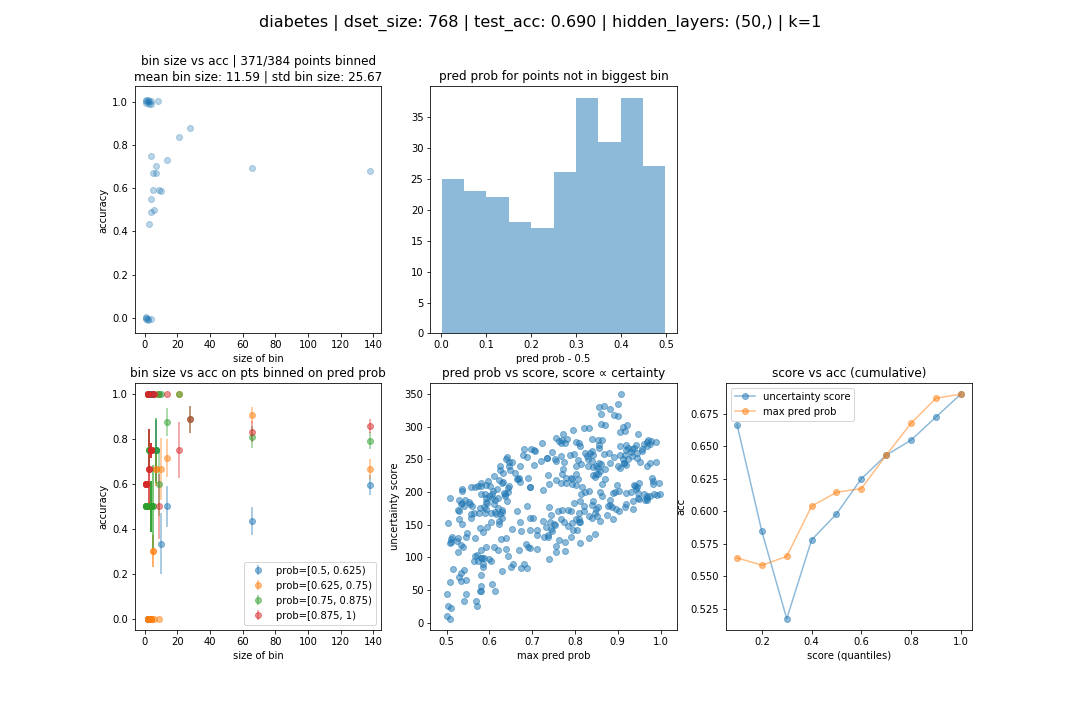 diabetes | dset_size: 768 | test_acc: 0.690 | hidden_layers: (50,) | k=1
bin size vs acc | 371/384 points binned
mean bin size: 11.59 | std bin size: 25.67
1.0
0.8
0.6
0.4
0.2
0.0
accuracy
0 20 40 60 80 100 120 140
size of bin
pred prob for points not in biggest bin
35
30
25
20
15
10
5
0
0.0 0.1 0.2 0.3 0.4 0.5
pred prob - 0.5
bin size vs acc on pts binned on pred prob
1.0
0.8
0.6
0.4
0.2
0.0
accuracy
prob=[0.5, 0.625)
prob=[0.625, 0.75)
prob=[0.75, 0.875)
prob=[0.875, 1)
0 20 40 60 80 100 120 140
size of bin
pred prob vs score, score ∝ certainty
350
300
250
200
150
100
50
0
uncertainty score
0.5 0.6 0.7 0.8 0.9 1.0
max pred prob
score vs acc (cumulative)
uncertainty score
max pred prob
0.675
0.650
0.625
0.600
0.575
0.550
0.525
acc
0.2 0.4 0.6 0.8 1.0
score (quantiles)